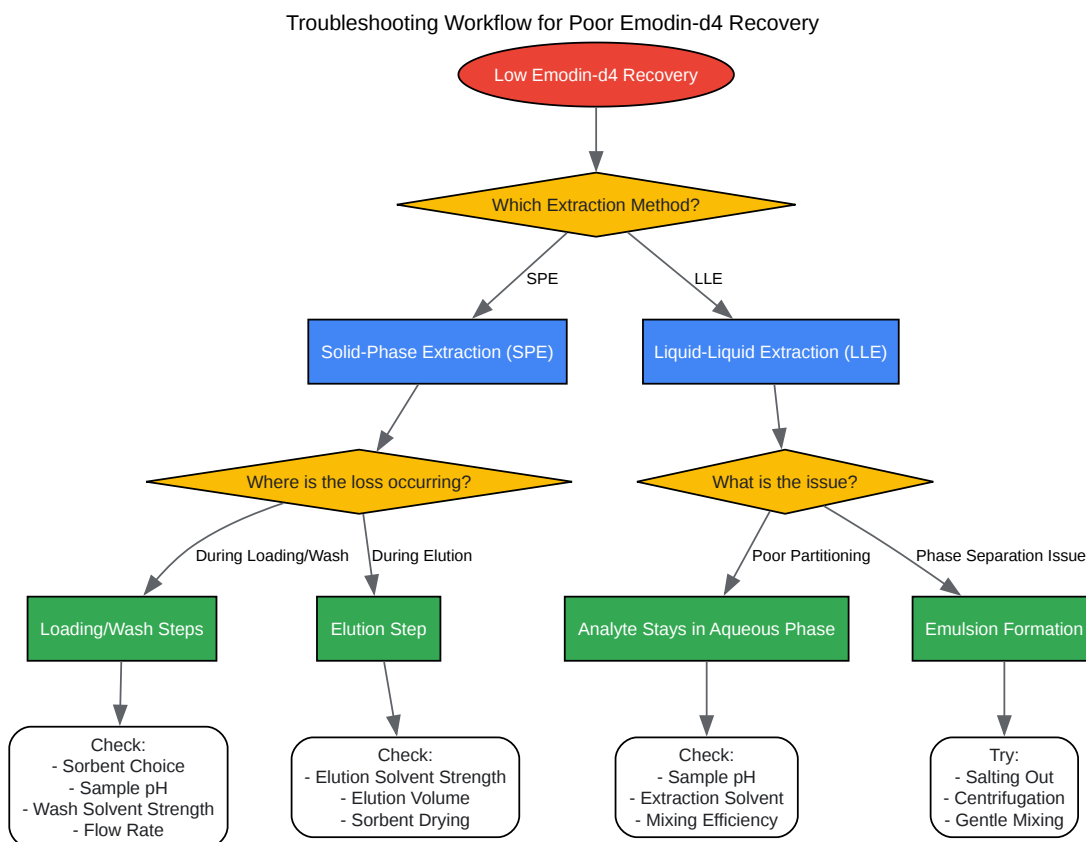 Troubleshooting Workflow for Poor Emodin-d4 Recovery
Low Emodin-d4 Recovery
Which Extraction Method?
SPE
LLE
Solid-Phase Extraction (SPE)
Liquid-Liquid Extraction (LLE)
Where is the loss occurring?
What is the issue?
During Loading/Wash
During Elution
Poor Partitioning
Phase Separation Issue
Loading/Wash Steps
Elution Step
Analyte Stays in Aqueous Phase
Emulsion Formation
Check:
- Sorbent Choice
- Sample pH
- Wash Solvent Strength
- Flow Rate
Check:
- Elution Solvent Strength
- Elution Volume
- Sorbent Drying
Check:
- Sample pH
- Extraction Solvent
- Mixing Efficiency
Try:
- Salting Out
- Centrifugation
- Gentle Mixing